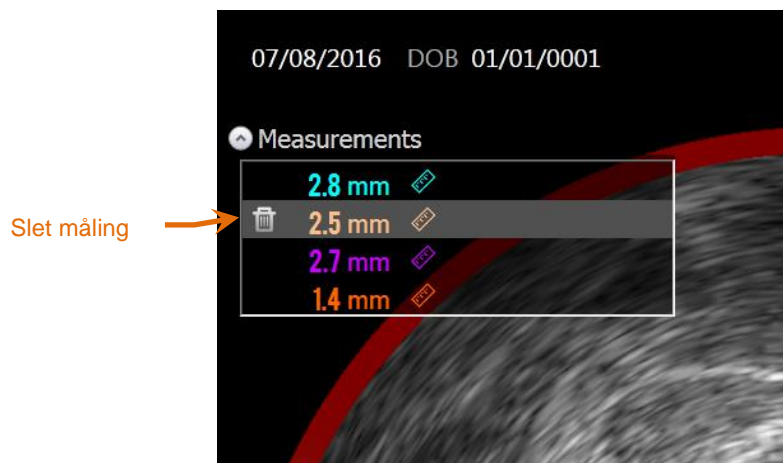 07/08/2016 DOB 01/01/0001
Measurements
2.8 mm
Slet måling
2.5 mm
2.7 mm
1.4 mm